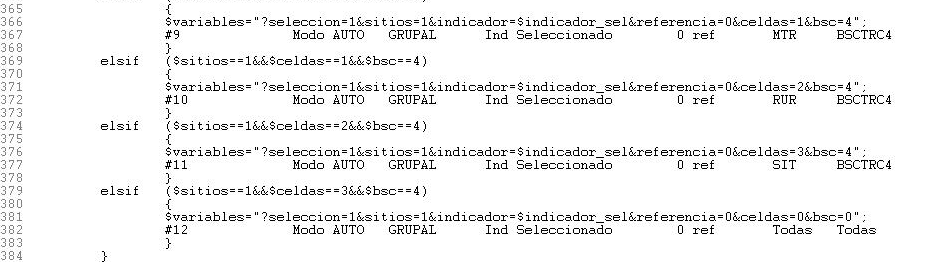 365 {
366 $variables="?seleccion=1&sitios=1&indicador=$indicador_sel&referencia=0&celdas=1&bsc=4";
367 #9 Modo AUTO GRUPAL Ind Seleccionado 0 ref MTR BSCTRC4
368 }
369 elsif ($sitios==1&&$celdas==1&&$bsc==4)
370 {
371 $variables="?seleccion=1&sitios=1&indicador=$indicador_sel&referencia=0&celdas=2&bsc=4";
372 #10 Modo AUTO GRUPAL Ind Seleccionado 0 ref RUR BSCTRC4
373 }
374 elsif ($sitios==1&&$celdas==2&&$bsc==4)
375 {
376 $variables="?seleccion=1&sitios=1&indicador=$indicador_sel&referencia=0&celdas=3&bsc=4";
377 #11 Modo AUTO GRUPAL Ind Seleccionado 0 ref SIT BSCTRC4
378 }
379 elsif ($sitios==1&&$celdas==3&&$bsc==4)
380 {
381 $variables="?seleccion=1&sitios=1&indicador=$indicador_sel&referencia=0&celdas=0&bsc=0";
382 #12 Modo AUTO GRUPAL Ind Seleccionado 0 ref Todas Todas
383 }
384 }